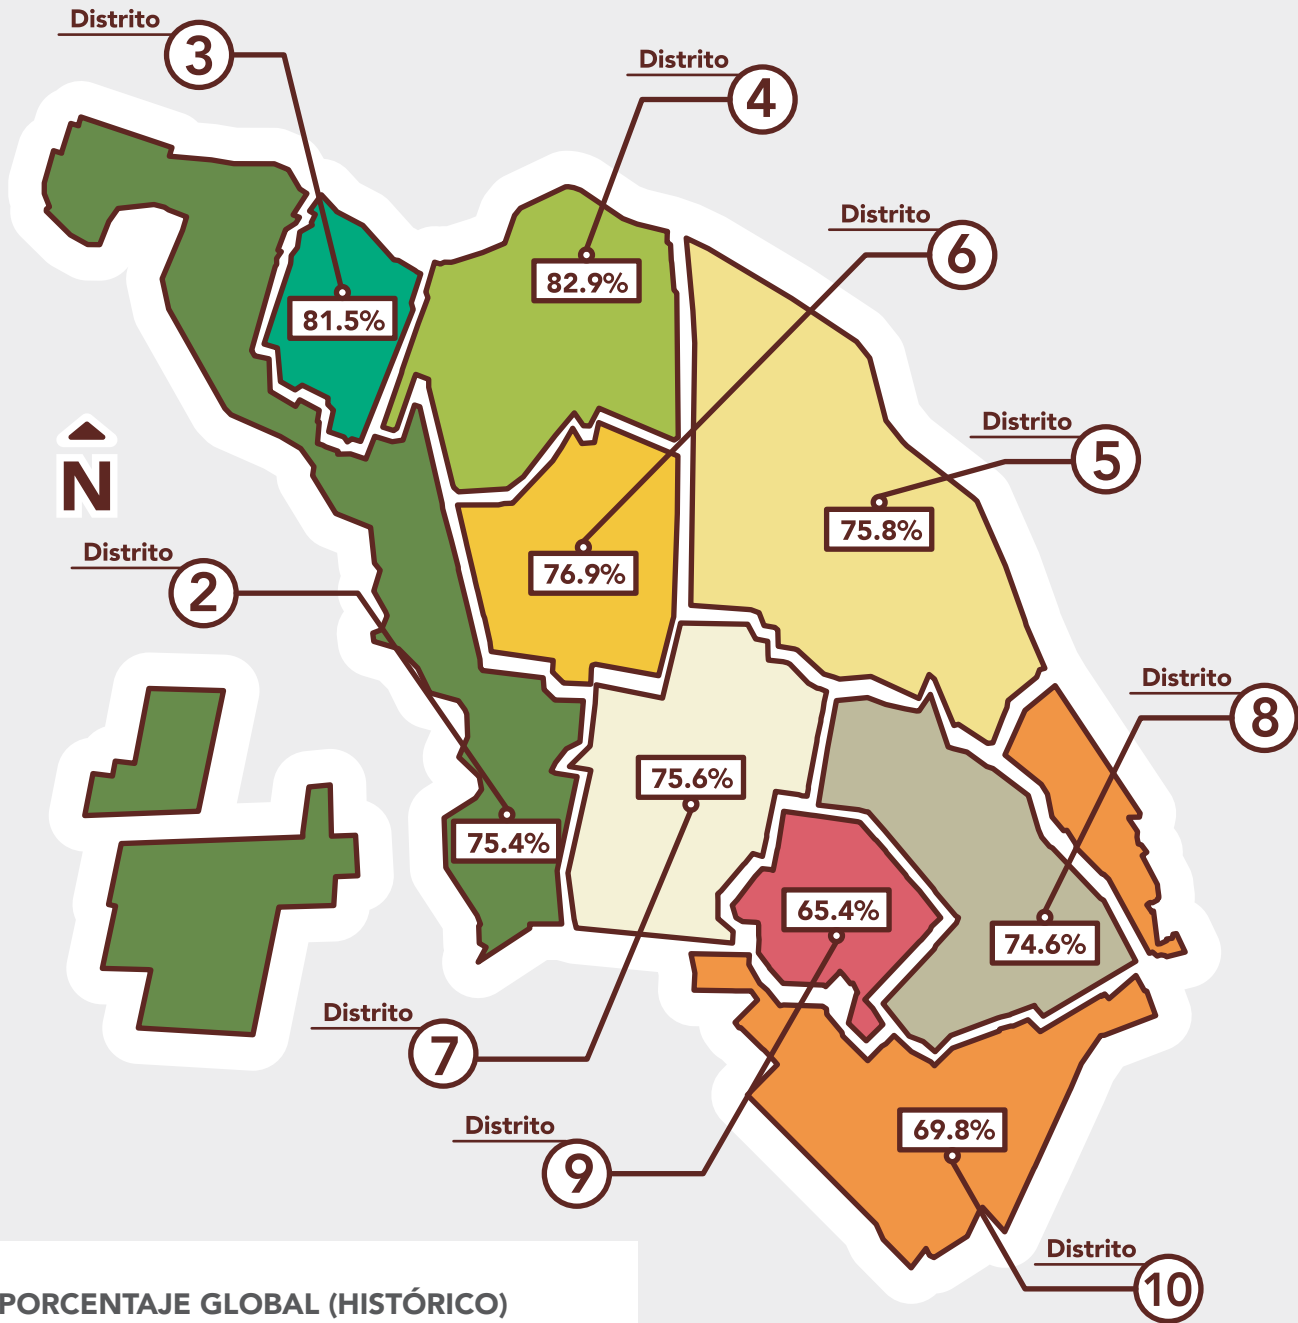 Distrito
3
Distrito
4
Distrito
6
82.9%
81.5%
Distrito
5
N
75.8%
Distrito
2
76.9%
Distrito
8
75.6%
75.4%
65.4%
74.6%
Distrito
7
Distrito
9
69.8%
Distrito
10
PORCENTAJE GLOBAL (HISTÓRICO)